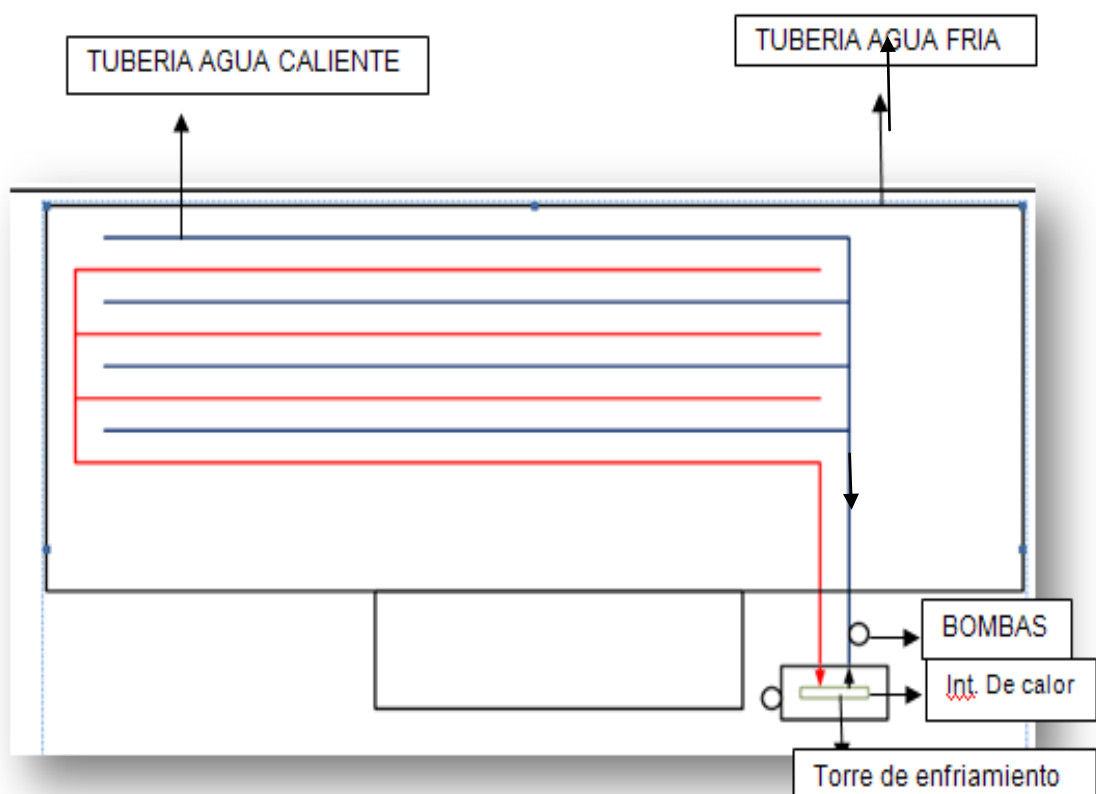 TUBERIA AGUA CALIENTE
TUBERIA AGUA FRIA
BOMBAS
Int. De calor
Torre de enfriamiento